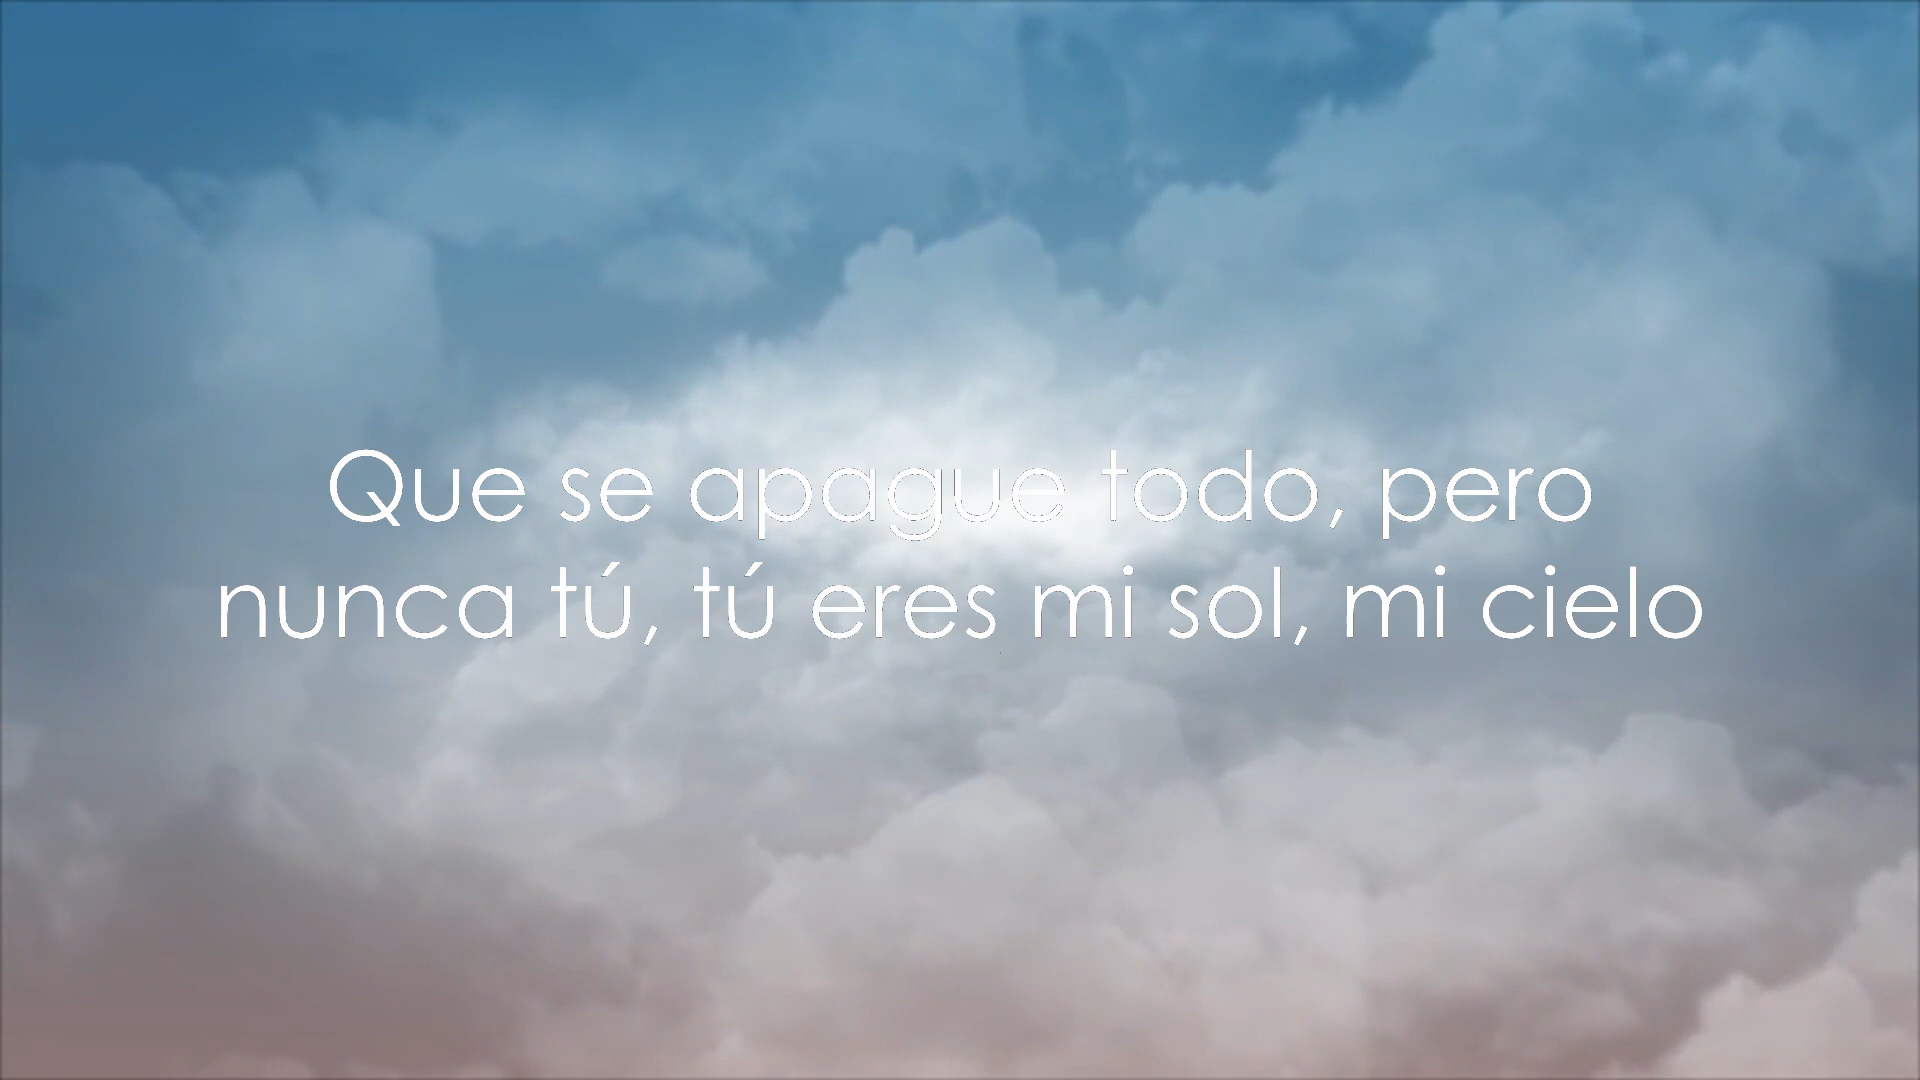 Que se apague todo, pero
nunca tú, tú eres mi sol, mi cielo